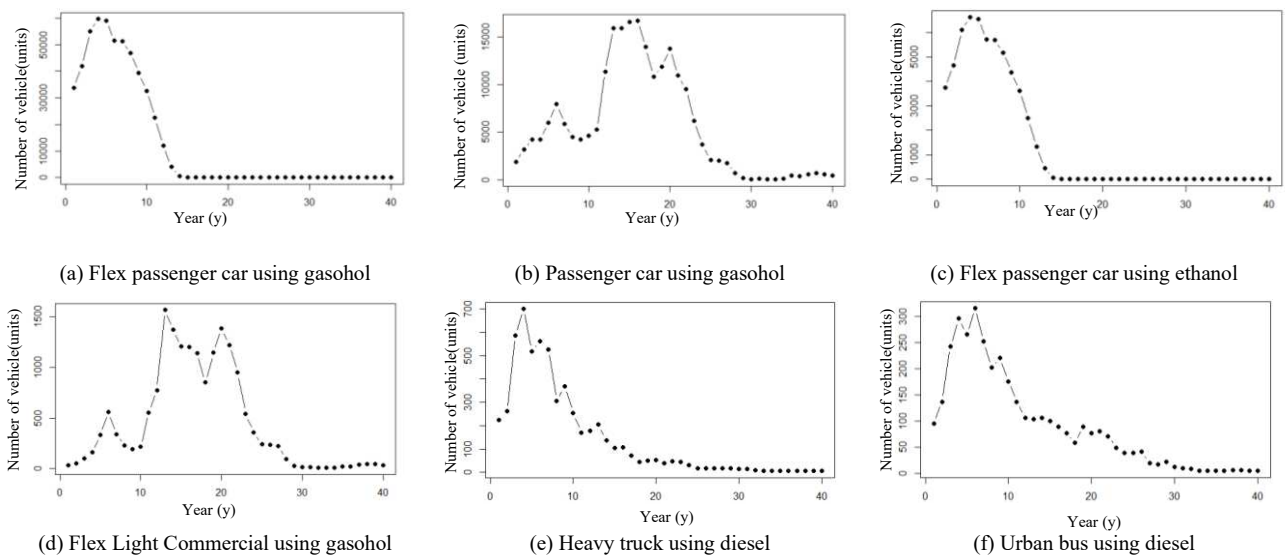 Number of vehicle(units)
50000
30000
10000
0
0 10 20 30 40
Year (y)
(a) Flex passenger car using gasohol
Number of vehicle (units)
15000
10000
5000
0
0 10 20 30 40
Year (y)
(b) Passenger car using gasohol
Number of vehicle(units)
5000
3000
1000
0
0 10 20 30 40
Year (y)
(c) Flex passenger car using ethanol
Number of vehicle(units)
1500
1000
500
0
0 10 20 30 40
Year (y)
(d) Flex Light Commercial using gasohol
Number of vehicle(units)
700
500
300
100
0
0 10 20 30 40
Year (y)
(e) Heavy truck using diesel
Number of vehicle(units)
300
250
200
150
100
50
0
0 10 20 30 40
Year (y)
(f) Urban bus using diesel